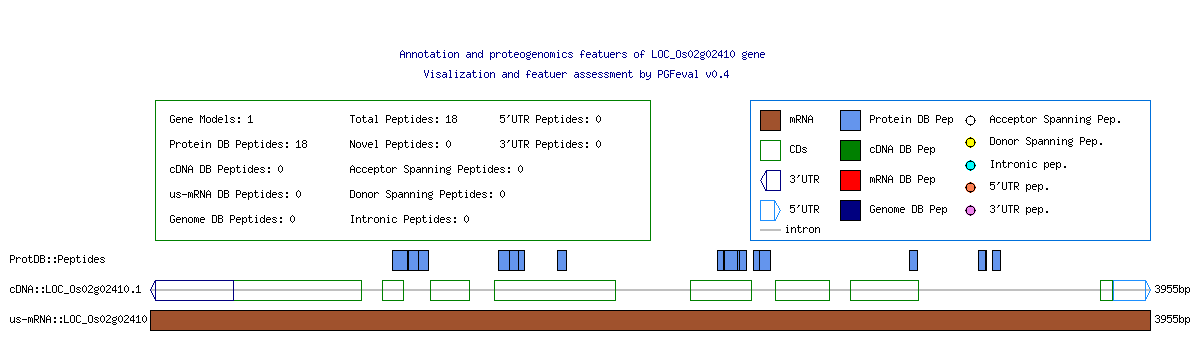 Annotation and proteogenomics featuers of LOC_Os02g02410 gene
Visalization and featuer assessment by PGFeval v0.4
Gene Models: 1 Total Peptides: 18 5'UTR Peptides: 0
Protein DB Peptides: 18 Novel Peptides: 0 3'UTR Peptides: 0
cDNA DB Peptides: 0 Acceptor Spanning Peptides: 0
us-mRNA DB Peptides: 0 Donor Spanning Peptides: 0
Genome DB Peptides: 0 Intronic Peptides: 0
mRNA Protein DB Pep Acceptor Spanning Pep.
CDs cDNA DB Pep Donor Spanning Pep.
3'UTR mRNA DB Pep Intronic pep.
5'UTR Genome DB Pep 5'UTR pep.
intron 3'UTR pep.
ProtDB::Peptides
cDNA::LOC_Os02g02410.1 3955bp
us-mRNA::LOC_Os02g02410 3955bp